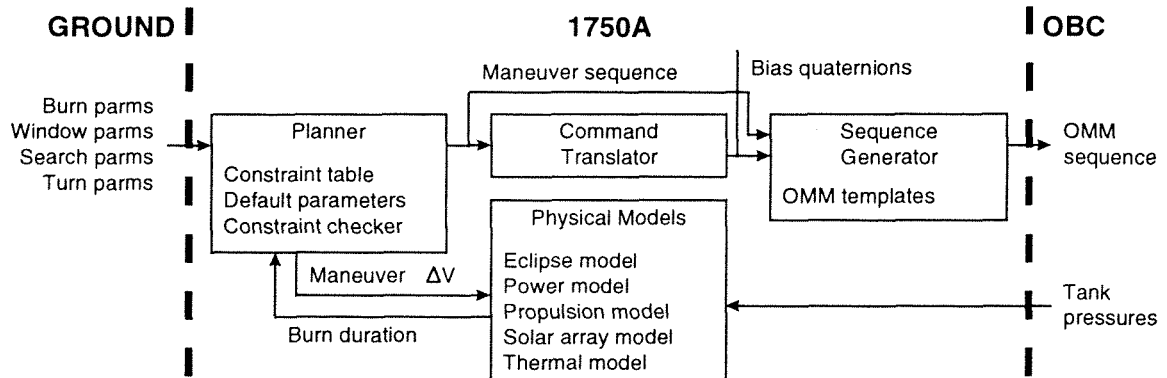 GROUND
1750A
OBC
Maneuver sequence
Bias quaternions
Burn parms
Window parms
Search parms
Turn parms
Planner
Constraint table
Default parameters
Constraint checker
Command
Translator
Sequence
Generator
OMM templates
OMM
sequence
Physical Models
Eclipse model
Power model
Propulsion model
Solar array model
Thermal model
Maneuver ΔV
Burn duration
Tank
pressures